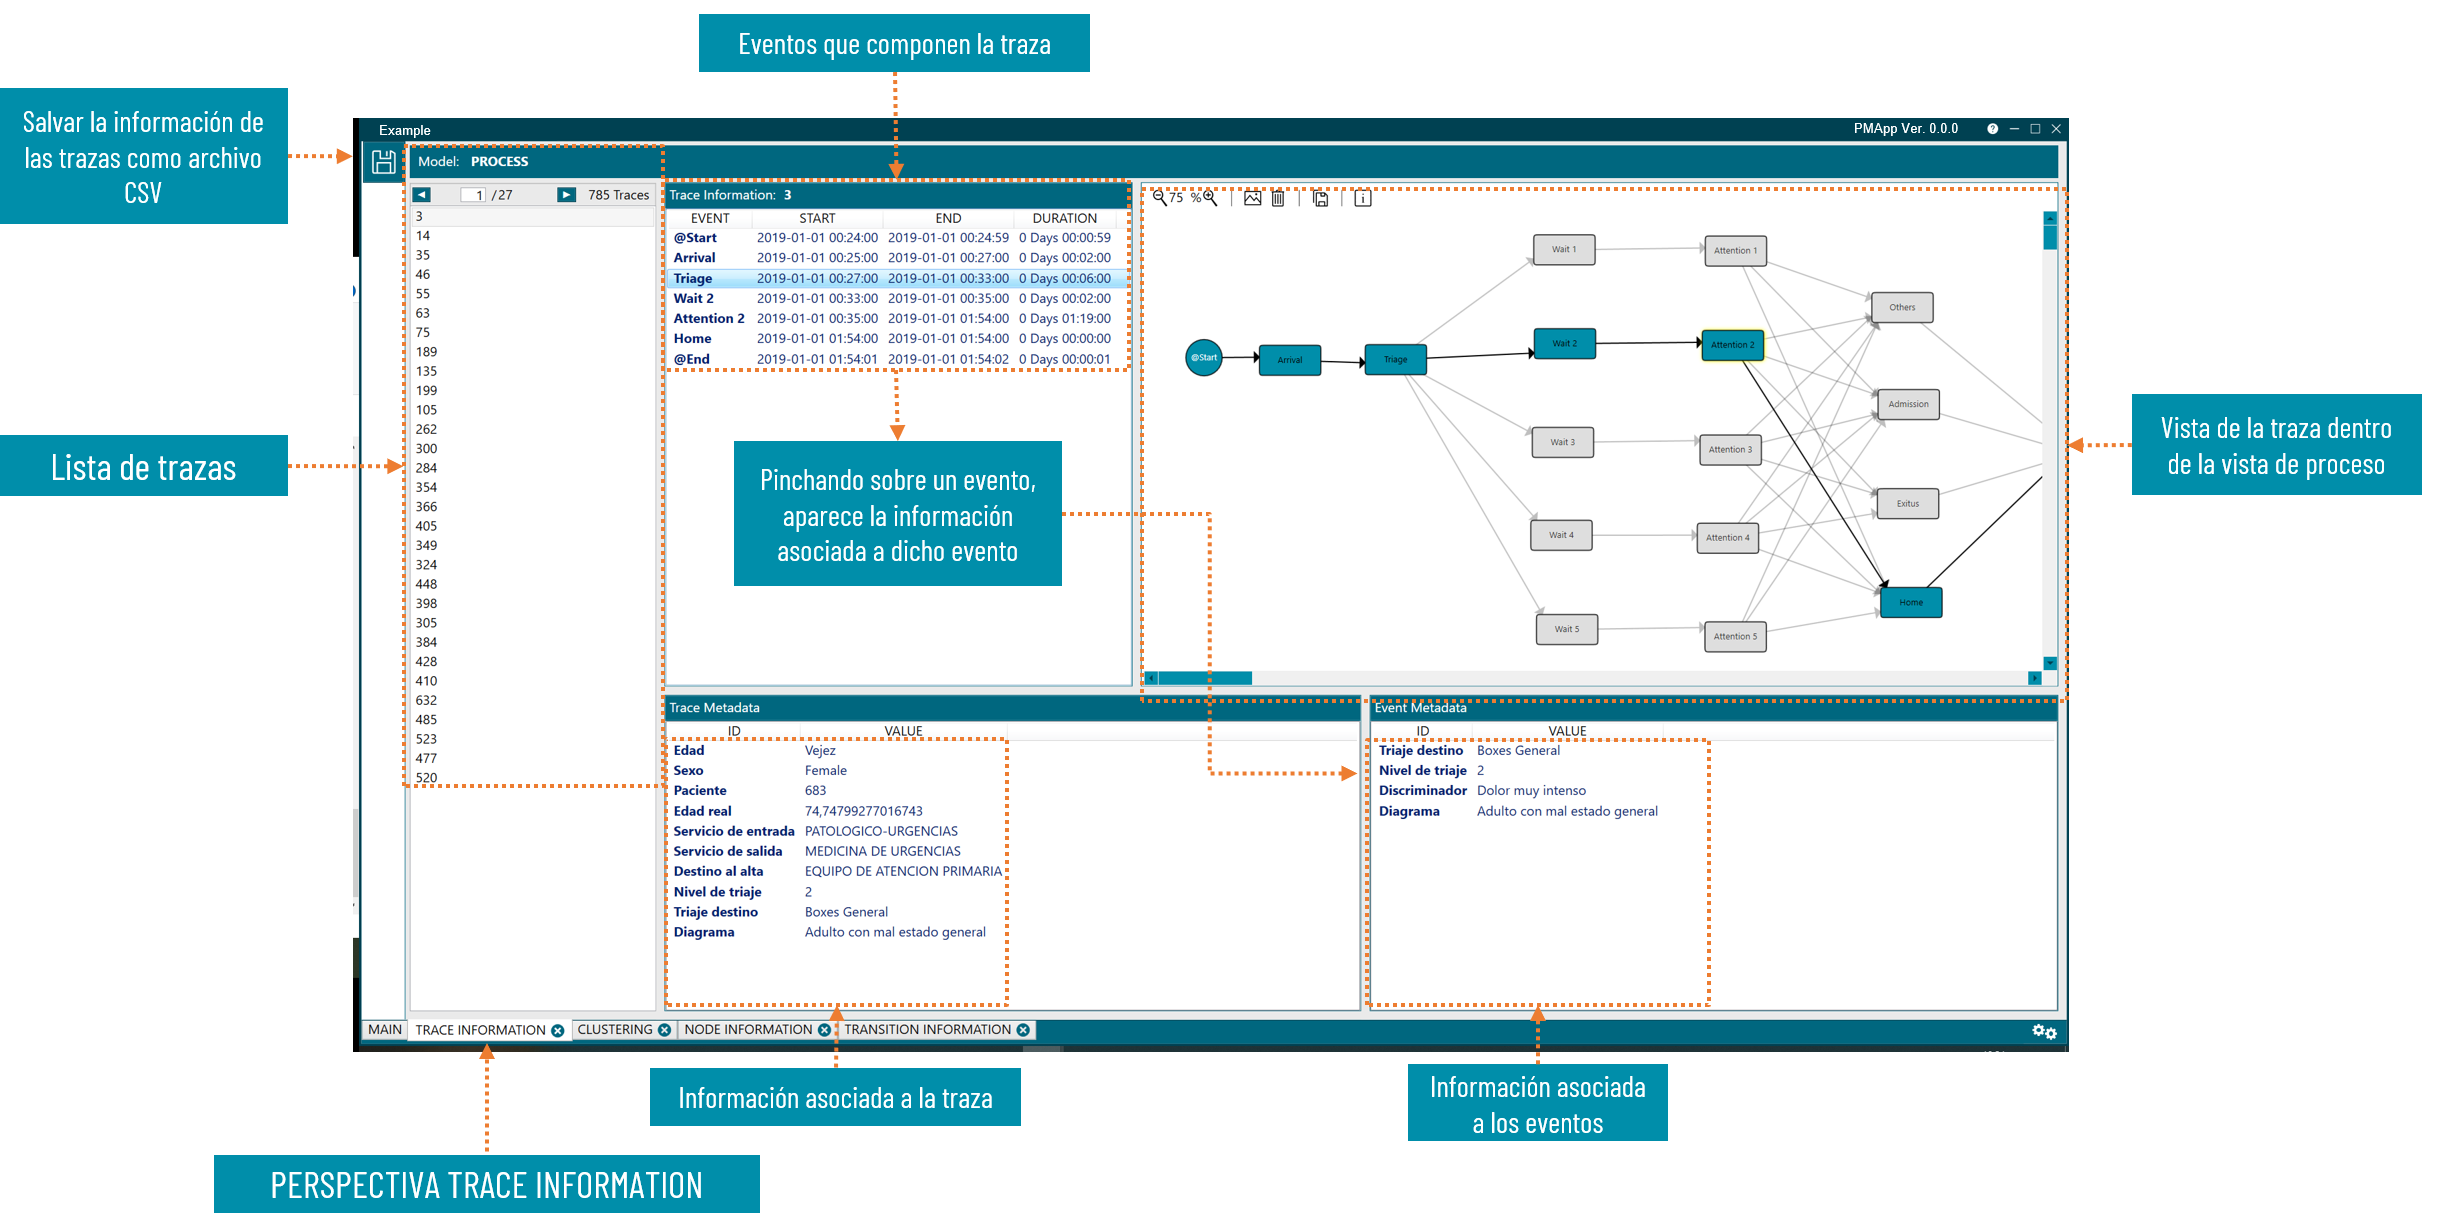 Eventos que componen la traza
Salvar la información de
las trazas como archivo
CSV
Example
PMApp Ver. 0.0.0
Model: PROCESS
1 /27 785 Traces
3
14
35
46
55
63
75
189
135
199
105
262
300
284
354
366
405
349
324
448
398
305
384
428
410
632
485
523
477
520
Lista de trazas
Trace Information: 3
EVENT START END DURATION
@Start 2019-01-01 00:24:00 2019-01-01 00:24:59 0 Days 00:00:59
Arrival 2019-01-01 00:25:00 2019-01-01 00:27:00 0 Days 00:02:00
Triage 2019-01-01 00:27:00 2019-01-01 00:33:00 0 Days 00:06:00
Wait 2 2019-01-01 00:33:00 2019-01-01 00:35:00 0 Days 00:02:00
Attention 2 2019-01-01 00:35:00 2019-01-01 01:54:00 0 Days 01:19:00
Home 2019-01-01 01:54:00 2019-01-01 01:54:00 0 Days 00:00:00
@End 2019-01-01 01:54:01 2019-01-01 01:54:02 0 Days 00:00:01
Pinchando sobre un evento,
aparece la información
asociada a dicho evento
75 %
Wait 1
Attention 1
Others
@Start
Arrival
Triage
Wait 2
Attention 2
Admission
Wait 3
Attention 3
Exitus
Wait 4
Attention 4
Home
Wait 5
Attention 5
Vista de la traza dentro
de la vista de proceso
Trace Metadata
ID VALUE
Edad Vejez
Sexo Female
Paciente 683
Edad real 74,74799277016743
Servicio de entrada PATOLOGICO-URGENCIAS
Servicio de salida MEDICINA DE URGENCIAS
Destino al alta EQUIPO DE ATENCION PRIMARIA
Nivel de triaje 2
Triaje destino Boxes General
Diagrama Adulto con mal estado general
Event Metadata
ID VALUE
Triaje destino Boxes General
Nivel de triaje 2
Discriminador Dolor muy intenso
Diagrama Adulto con mal estado general
MAIN TRACE INFORMATION CLUSTERING NODE INFORMATION TRANSITION INFORMATION
Información asociada a la traza
Información asociada
a los eventos
PERSPECTIVA TRACE INFORMATION